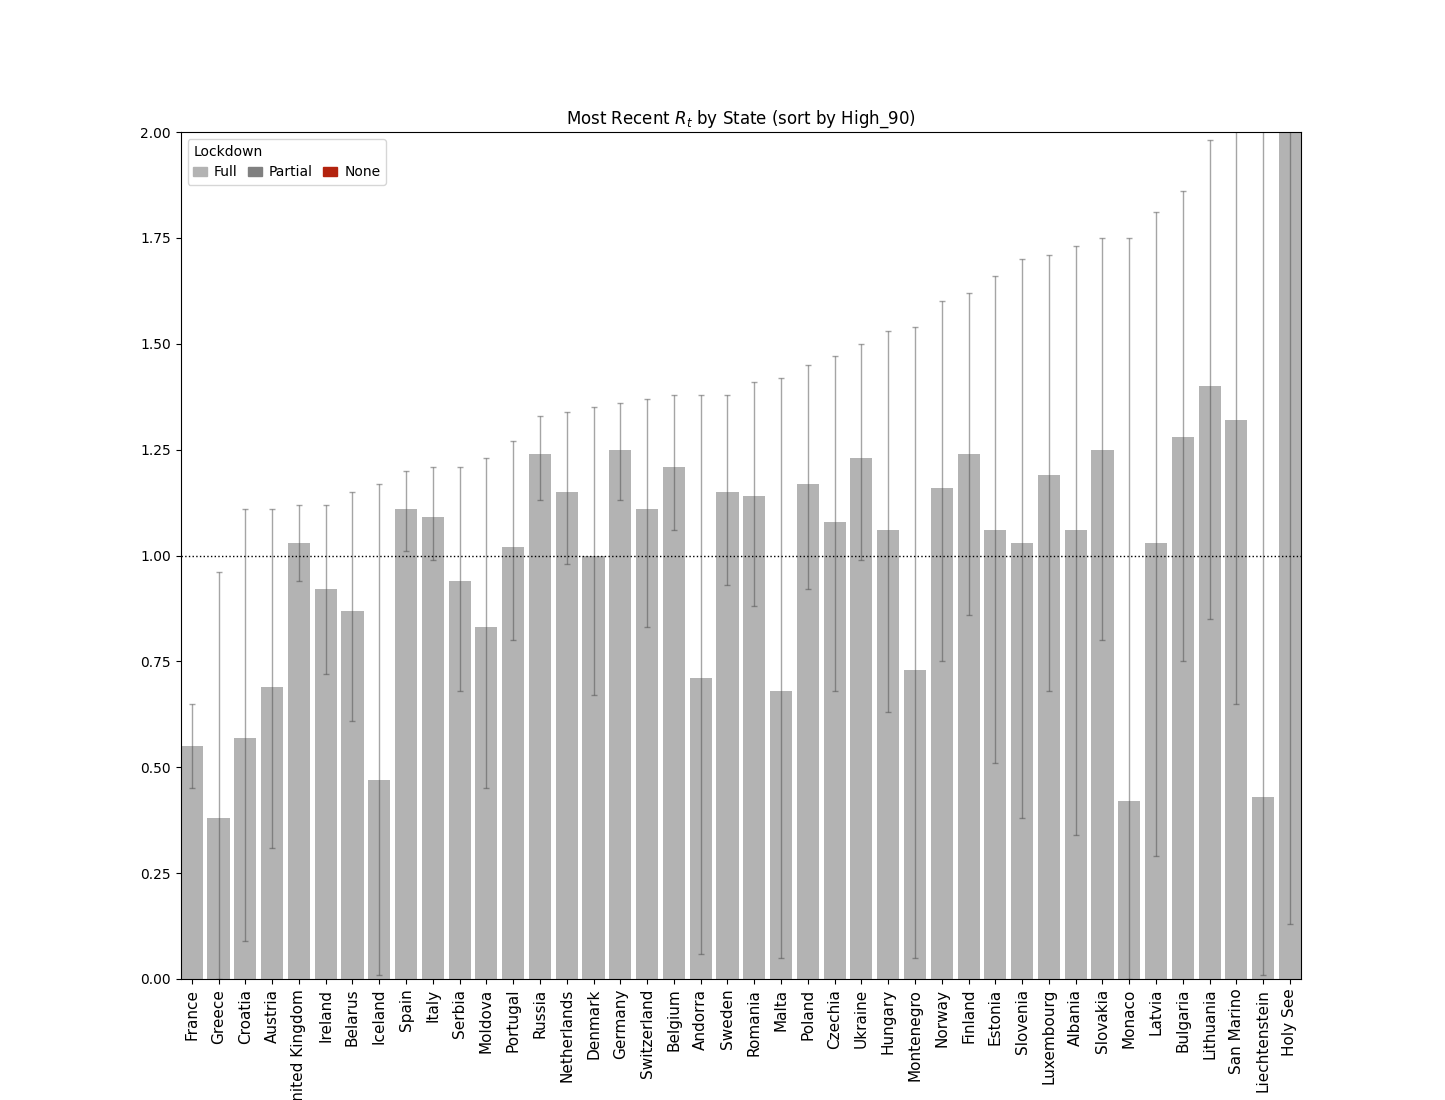 Most Recent R_t by State (sort by High_90)
Lockdown
Full Partial None
2.00
1.75
1.50
1.25
1.00
0.75
0.50
0.25
0.00
France
Greece
Croatia
Austria
nited Kingdom
Ireland
Belarus
Iceland
Spain
Italy
Serbia
Moldova
Portugal
Russia
Netherlands
Denmark
Germany
Switzerland
Belgium
Andorra
Sweden
Romania
Malta
Poland
Czechia
Ukraine
Hungary
Montenegro
Norway
Finland
Estonia
Slovenia
Luxembourg
Albania
Slovakia
Monaco
Latvia
Bulgaria
Lithuania
San Marino
Liechtenstein
Holy See